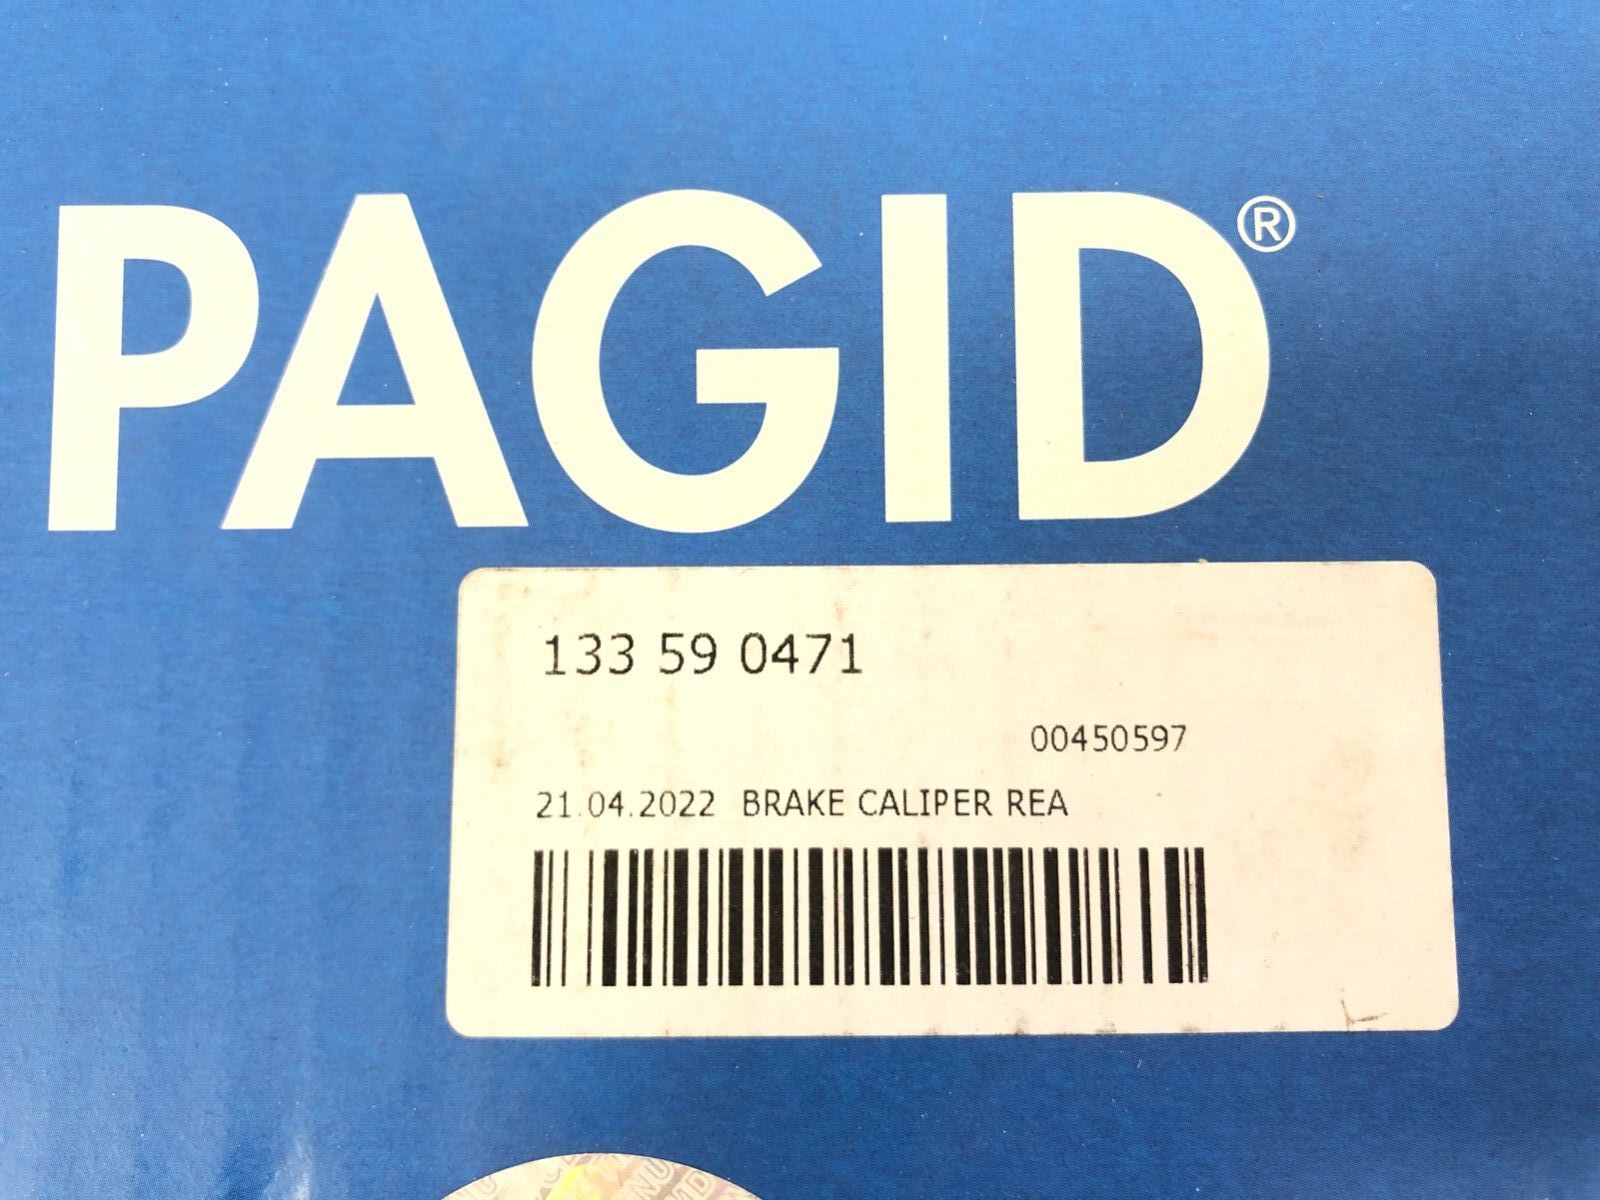 PAGID®
133 59 0471
00450597
21.04.2022 BRAKE CALIPER REA